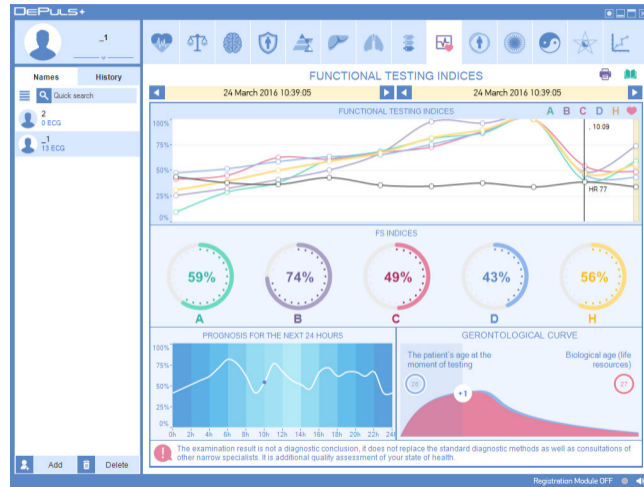 DePuls+
_1
Names History
Quick search
2
0 ECG
_1
13 ECG
FUNCTIONAL TESTING INDICES
24 March 2016 10:39:05 24 March 2016 10:39:05
FUNCTIONAL TESTING INDICES A B C D H
100%
75%
50%
25%
0%
, 10:09
HR 77
FS INDICES
59% 74% 49% 43% 56%
A B C D H
PROGNOSIS FOR THE NEXT 24 HOURS
100%
75%
50%
25%
0%
0h 2h 4h 6h 8h 10h 12h 14h 16h 18h 20h 22h 24h
GERONTOLOGICAL CURVE
The patient's age at the
moment of testing
Biological age (life
resources)
26 27
+1
The examination result is not a diagnostic conclusion, it does not replace the standard diagnostic methods as well as consultations of
other narrow specialists. It is additional quality assessment of your state of health.
Add Delete
Registration Module OFF